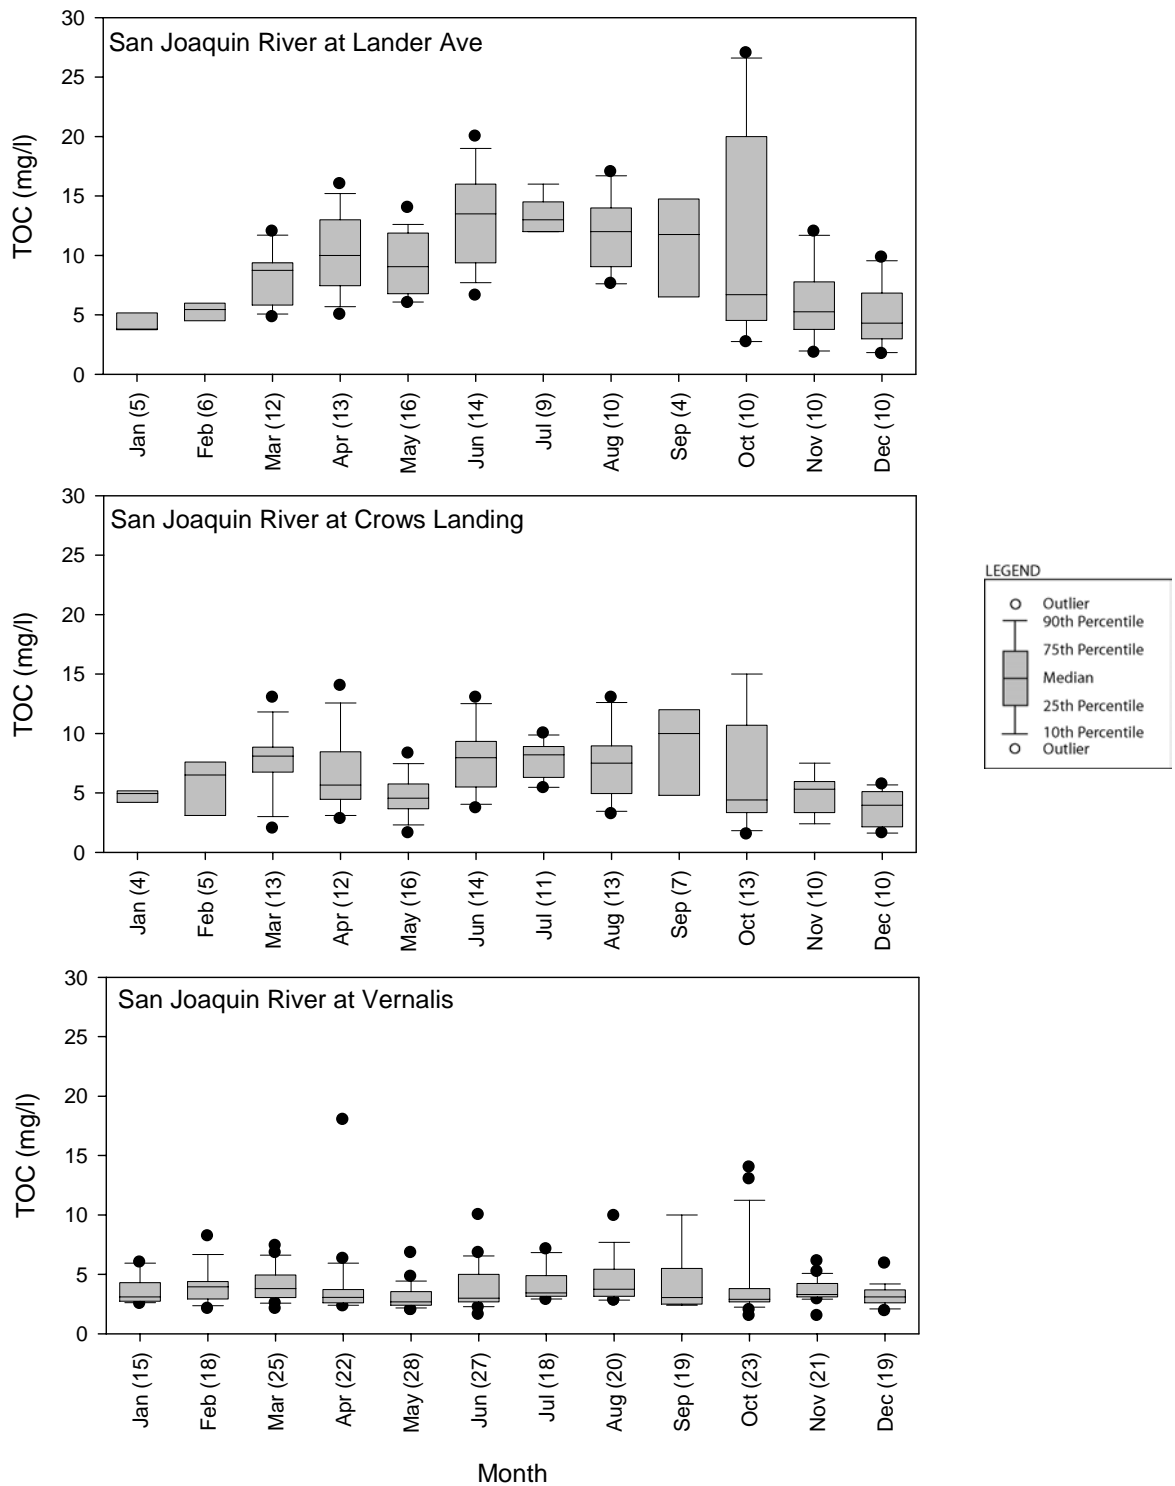 San Joaquin River at Lander Ave
TOC (mg/l)
30
25
20
15
10
5
0
Jan (5)
Feb (6)
Mar (12)
Apr (13)
May (16)
Jun (14)
Jul (9)
Aug (10)
Sep (4)
Oct (10)
Nov (10)
Dec (10)
San Joaquin River at Crows Landing
TOC (mg/l)
30
25
20
15
10
5
0
Jan (4)
Feb (5)
Mar (13)
Apr (12)
May (16)
Jun (14)
Jul (11)
Aug (13)
Sep (7)
Oct (13)
Nov (10)
Dec (10)
LEGEND
Outlier
90th Percentile
75th Percentile
Median
25th Percentile
10th Percentile
Outlier
San Joaquin River at Vernalis
TOC (mg/l)
30
25
20
15
10
5
0
Jan (15)
Feb (18)
Mar (25)
Apr (22)
May (28)
Jun (27)
Jul (18)
Aug (20)
Sep (19)
Oct (23)
Nov (21)
Dec (19)
Month